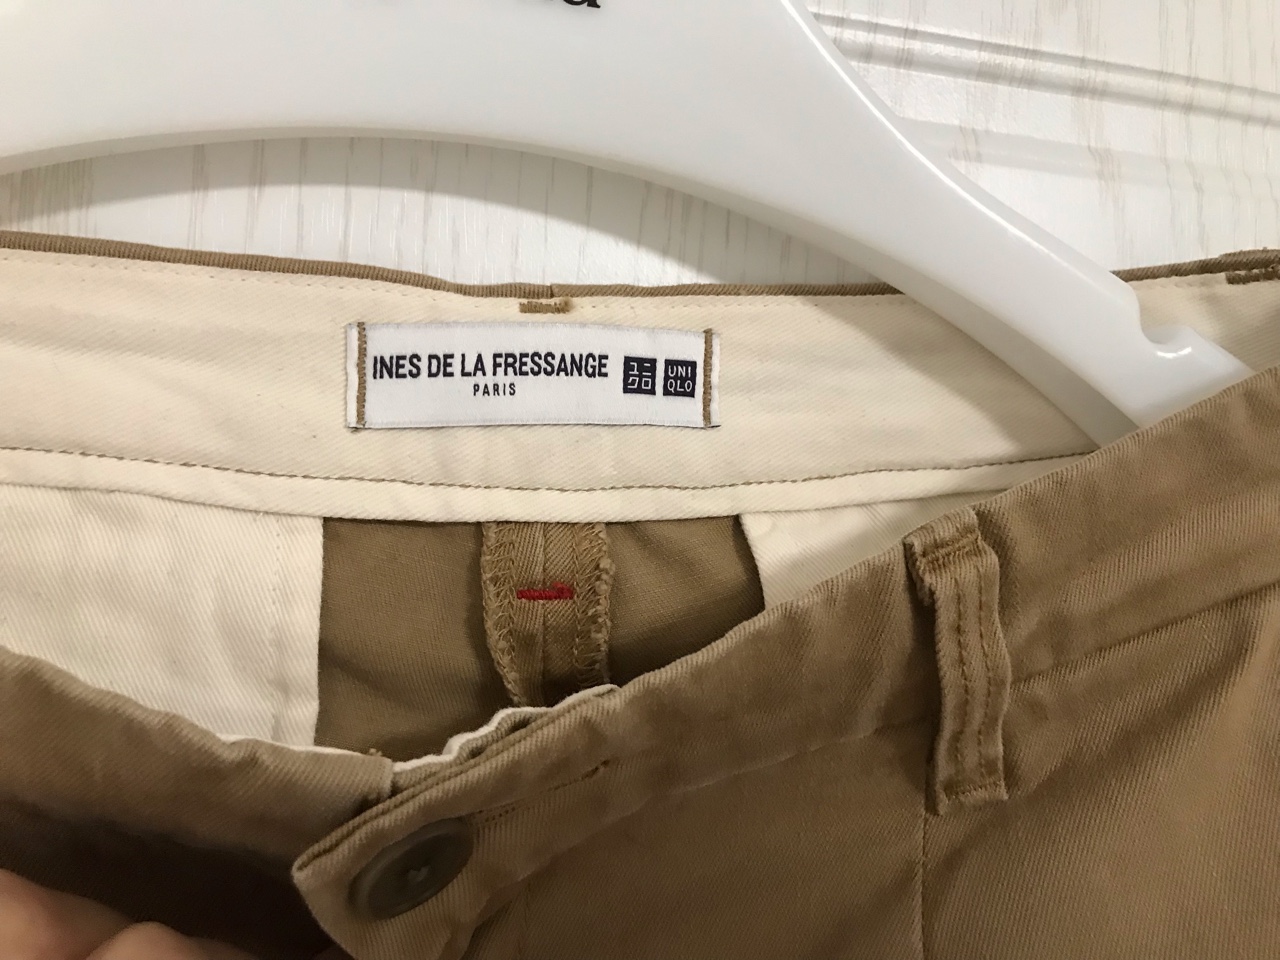 INES DE LA FRESSANGE
PARIS
ユニ
クロ
UNI
QLO